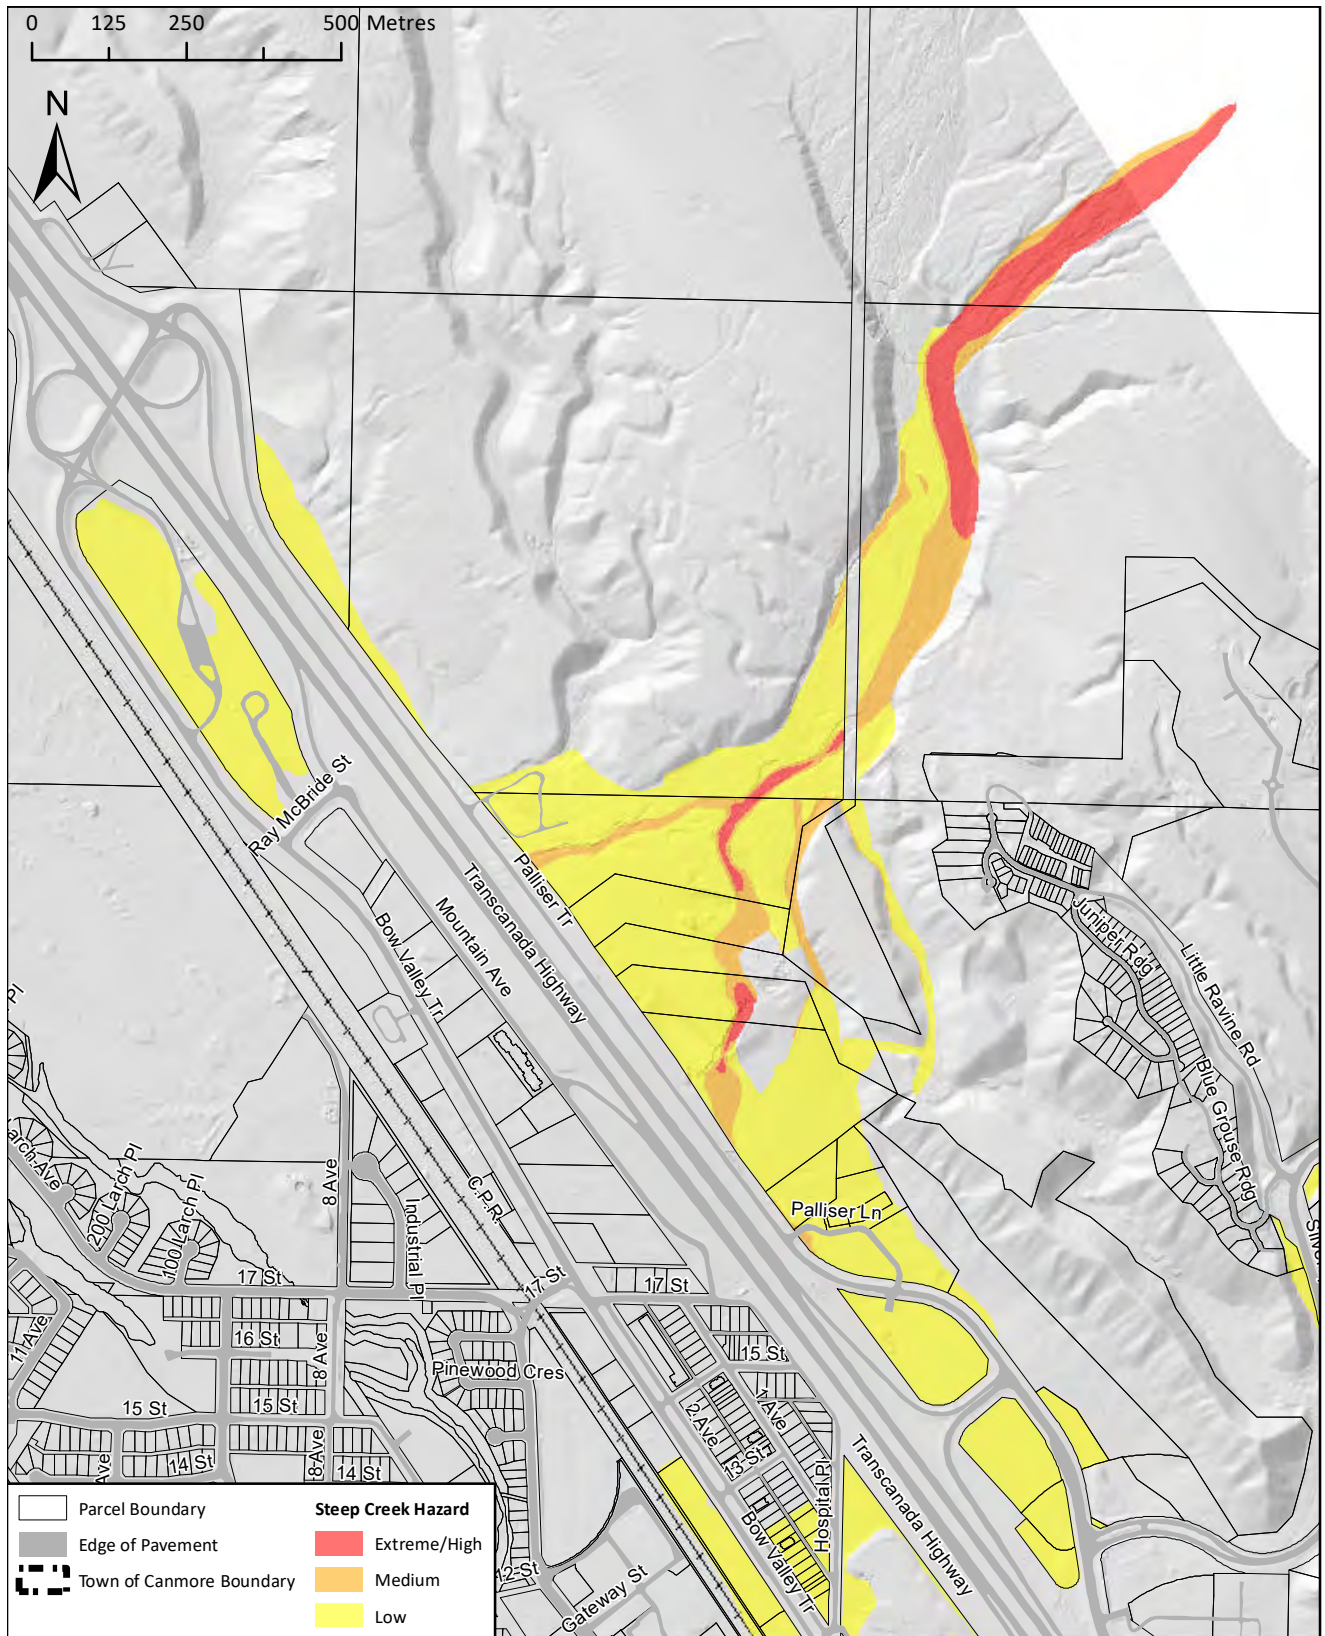 0 125 250 500 Metres
N
Ray McBride St
Palliser Tr
Transcanada Highway
Mountain Ave
Bow Valley Tr
Juniper Rdg
Little Ravine Rd
Blue Grouse Rdg
Pl
200 Larch Pl
100 Larch Pl
8 Ave
Industrial Pl
C.P.R.
Palliser Ln
17 St
17 St
17 St
16 St
8 Ave
11 Ave
Pinewood Cres
15 St
15 St
15 St
1 Ave
2 Ave
13 St
14 St
14 St
Ave
8 Ave
Hospital Pl
Transcanada Highway
Bow Valley Tr
12 St
Gateway St
Parcel Boundary
Edge of Pavement
Town of Canmore Boundary
Steep Creek Hazard
Extreme/High
Medium
Low